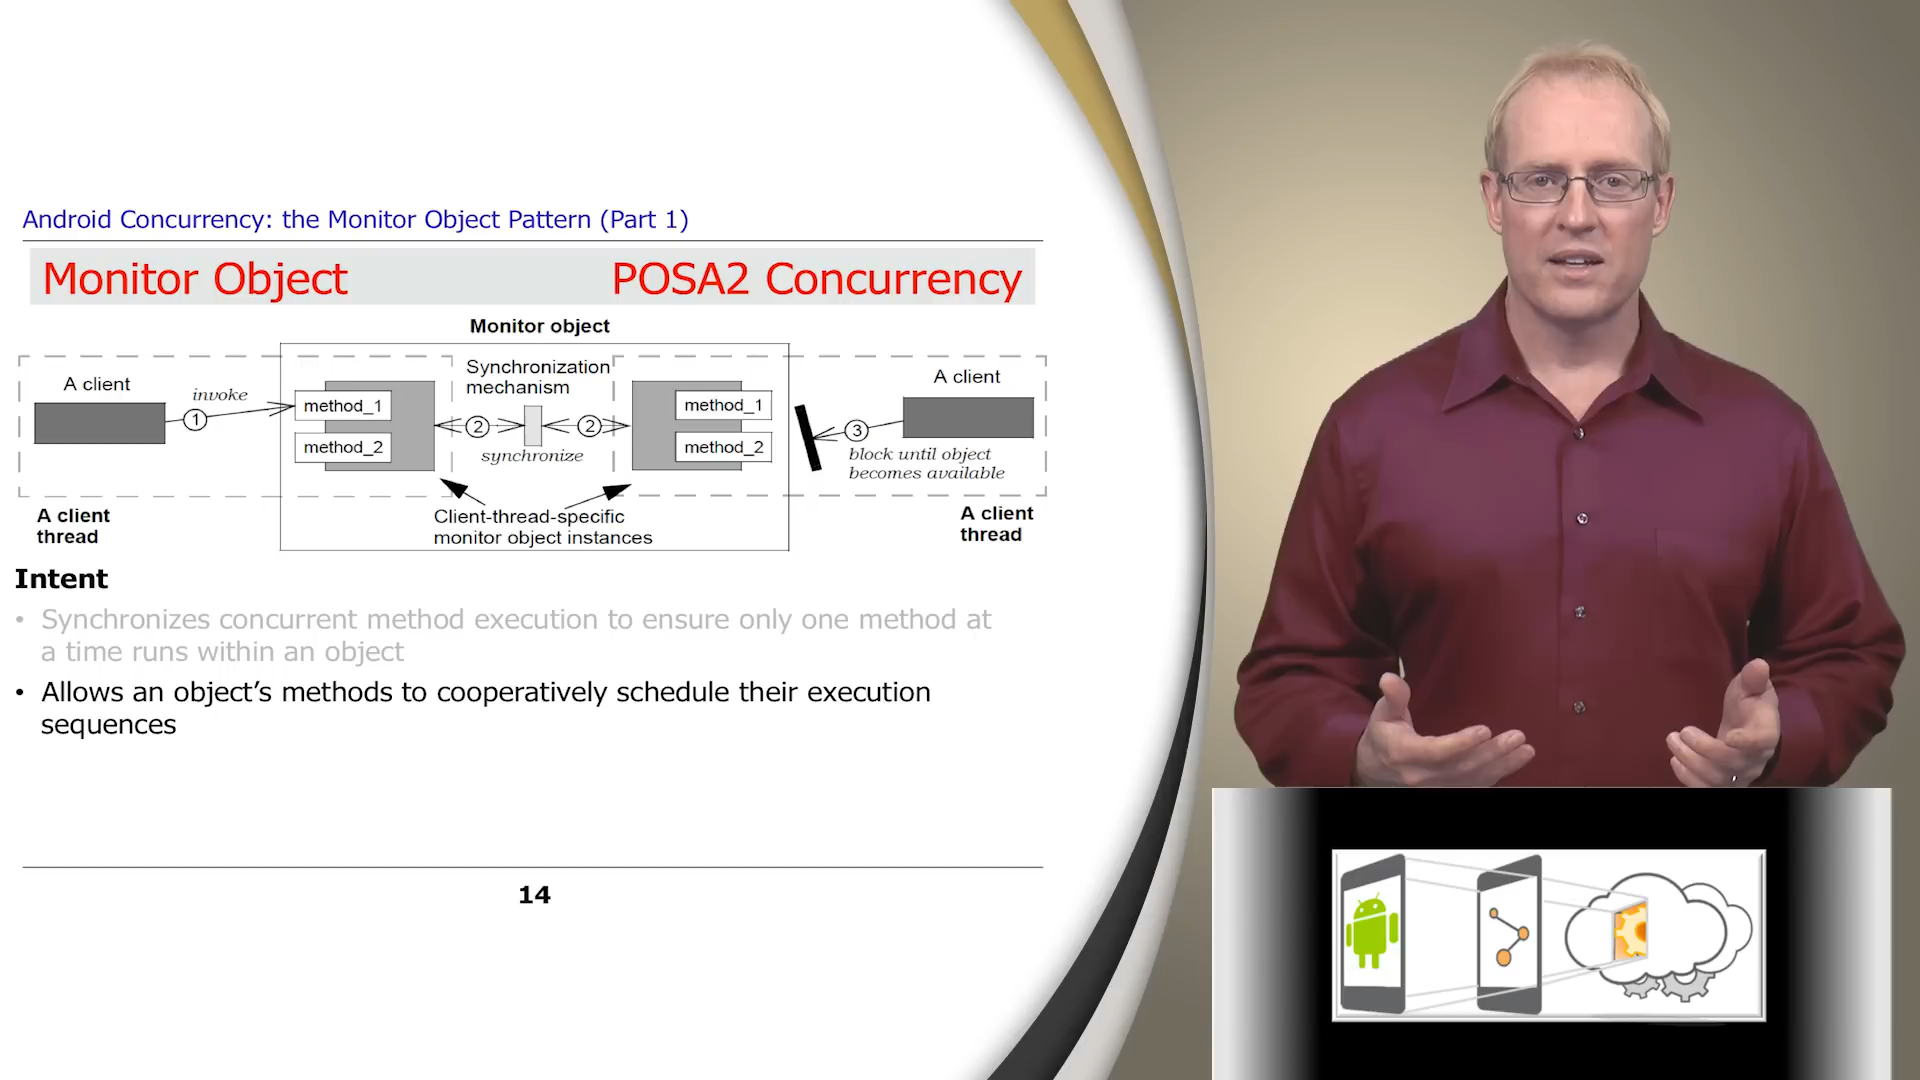 Android Concurrency: the Monitor Object Pattern (Part 1)
Monitor Object POSA2 Concurrency
Monitor object
A client
invoke
1
method_1
method_2
Synchronization
mechanism
2
2
synchronize
method_1
method_2
A client
3
block until object
becomes available
A client
thread
Client-thread-specific
monitor object instances
A client
thread
Intent
• Synchronizes concurrent method execution to ensure only one method at
a time runs within an object
• Allows an object’s methods to cooperatively schedule their execution
sequences
14